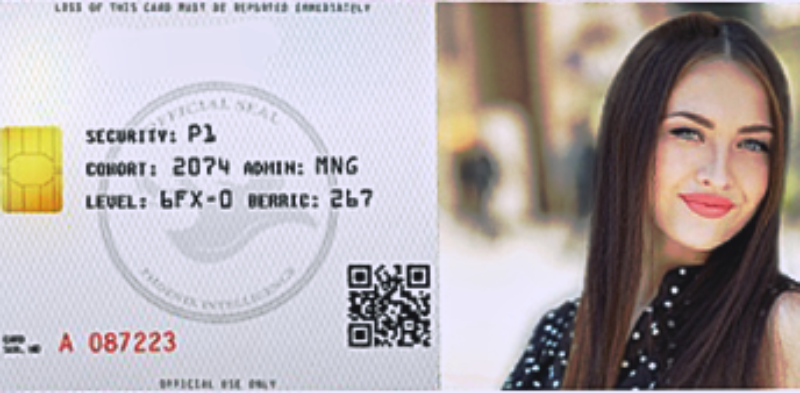 LOSS OF THIS CARD MUST BE REPORTED IMMEDIATELY
OFFICIAL SEAL
SECURITY: P1
COHORT: 2074 ADMIN: MNG
LEVEL: 6FX-0 BERRIC: 267
PHOENIX INTELLIGENCE
CARD
SER. NO A 087223
OFFICIAL USE ONLY